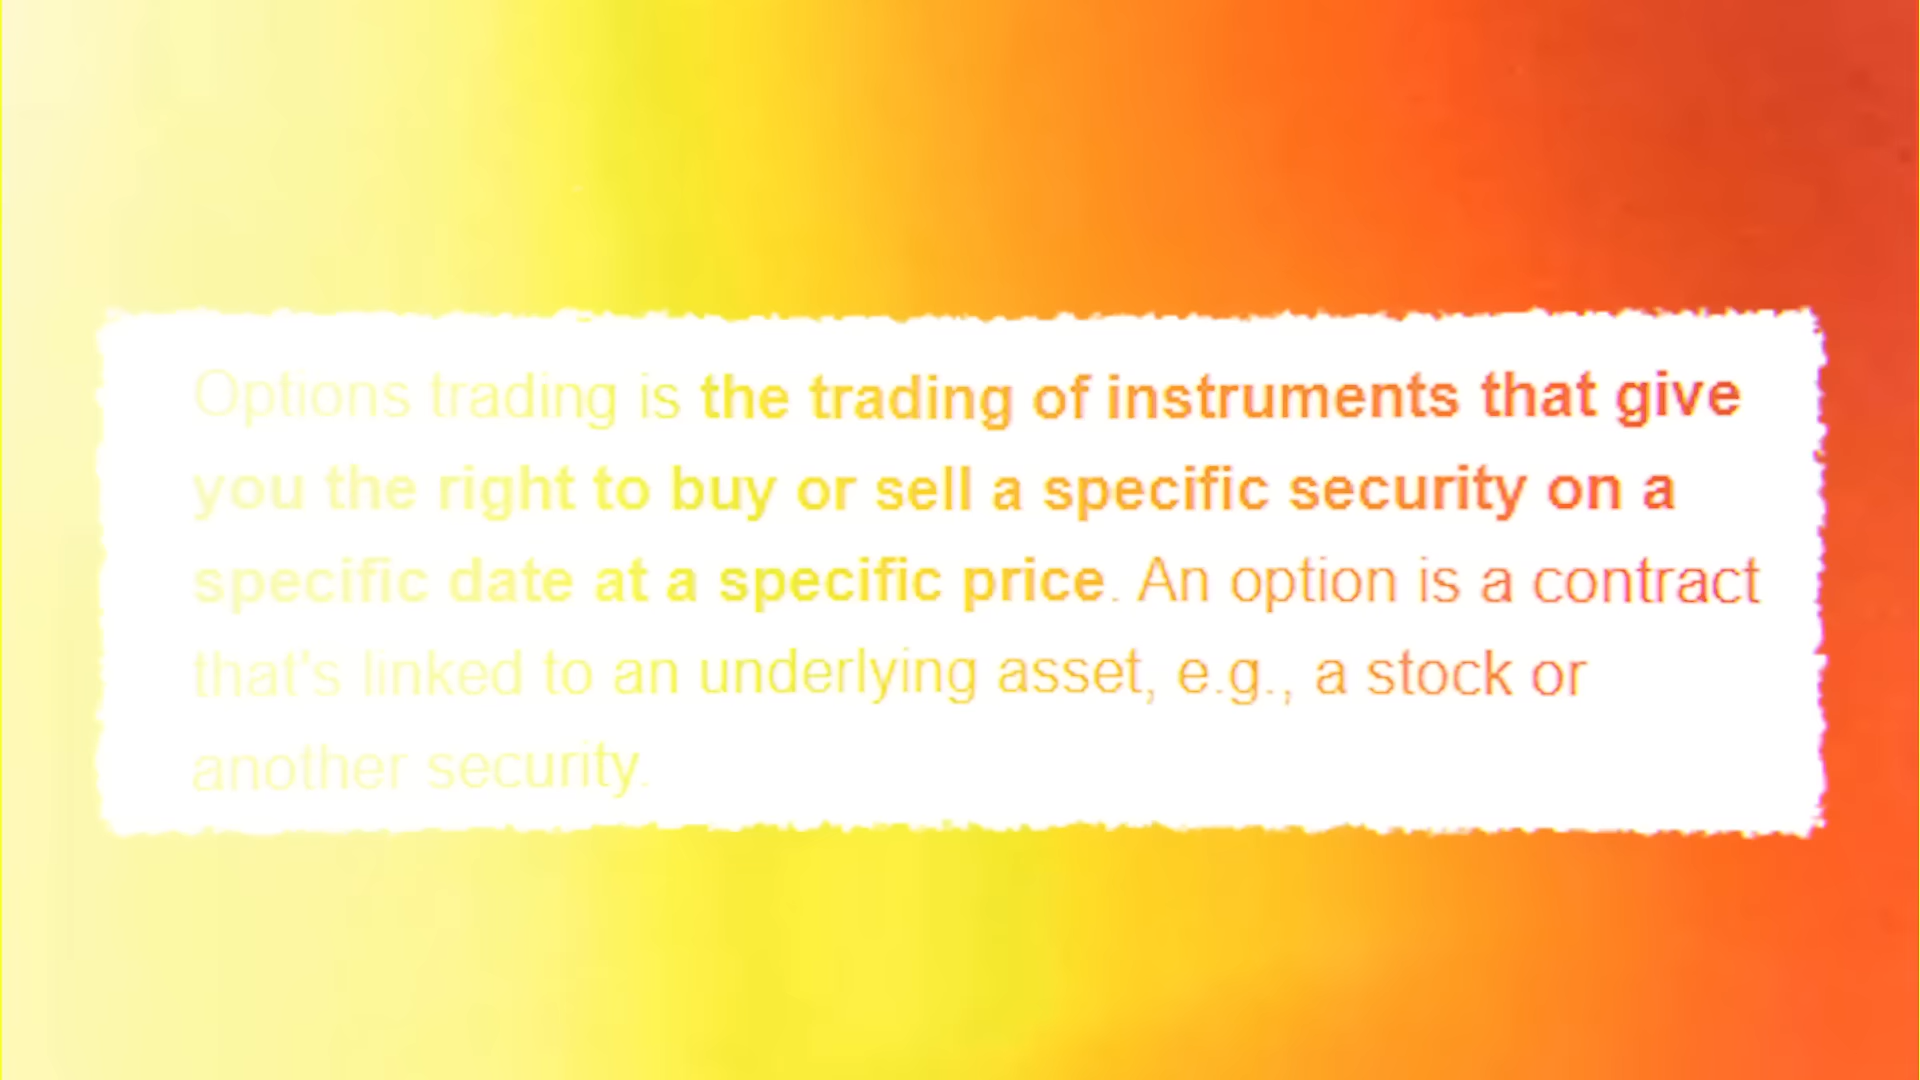 Options trading is the trading of instruments that give
you the right to buy or sell a specific security on a
specific date at a specific price. An option is a contract
that's linked to an underlying asset, e.g., a stock or
another security.